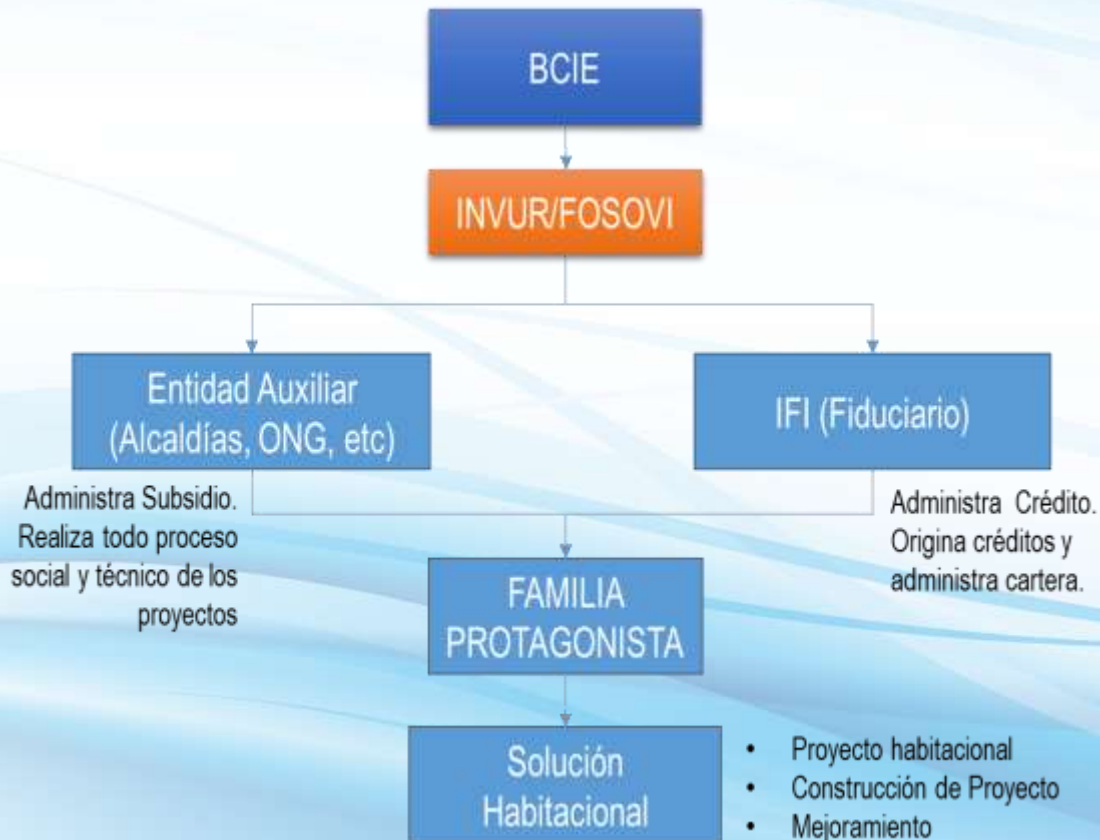 BCIE
INVUR/FOSOVI
Entidad Auxiliar
(Alcaldías, ONG, etc)
IFI (Fiduciario)
Administra Subsidio.
Realiza todo proceso
social y técnico de los
proyectos
Administra Crédito.
Origina créditos y
administra cartera.
FAMILIA
PROTAGONISTA
Solución
Habitacional
• Proyecto habitacional
• Construcción de Proyecto
• Mejoramiento